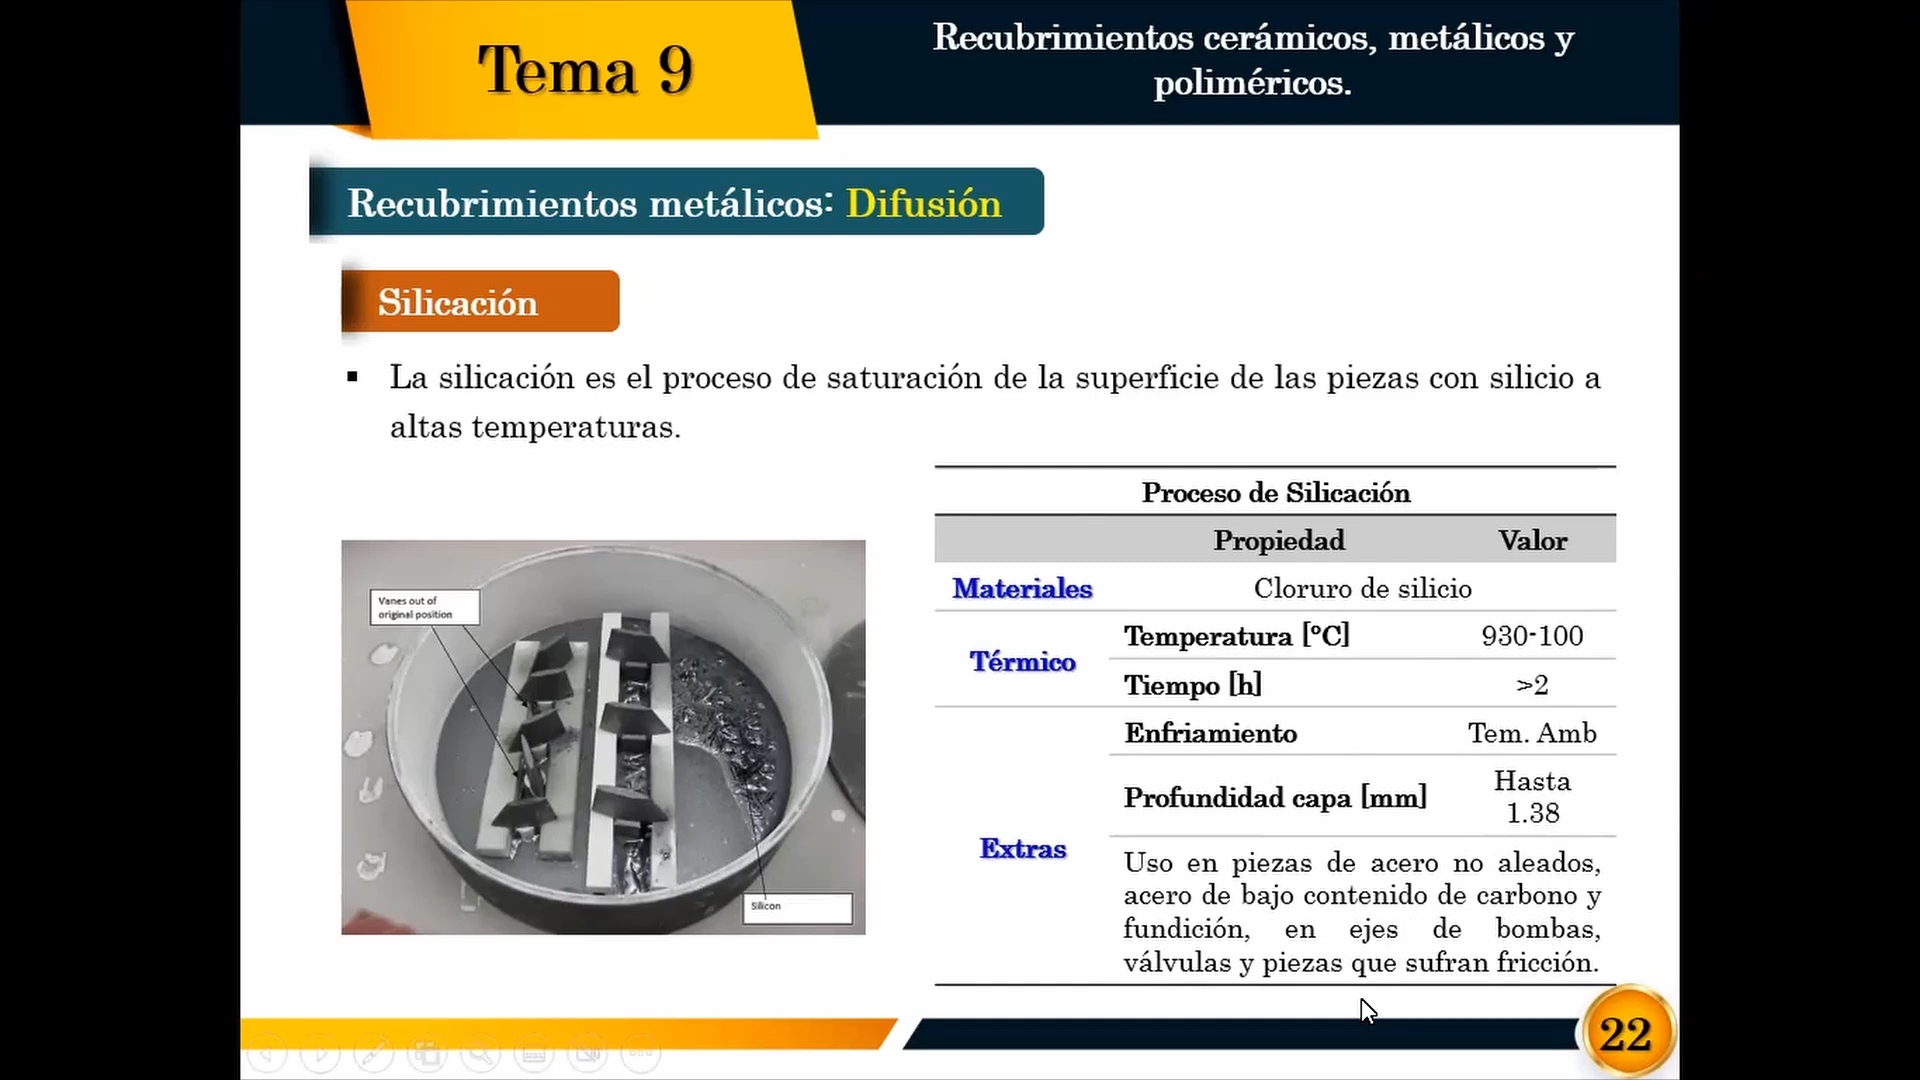 Tema 9
Recubrimientos cerámicos, metálicos y
poliméricos.
Recubrimientos metálicos: Difusión
Silicación
▪ La silicación es el proceso de saturación de la superficie de las piezas con silicio a
altas temperaturas.
Vanes out of
original position
Silicon
Proceso de Silicación
Propiedad Valor
Materiales Cloruro de silicio
Térmico
Temperatura [°C] 930-100
Tiempo [h] >2
Extras
Enfriamiento Tem. Amb
Profundidad capa [mm] Hasta
1.38
Uso en piezas de acero no aleados,
acero de bajo contenido de carbono y
fundición, en ejes de bombas,
válvulas y piezas que sufran fricción.
22